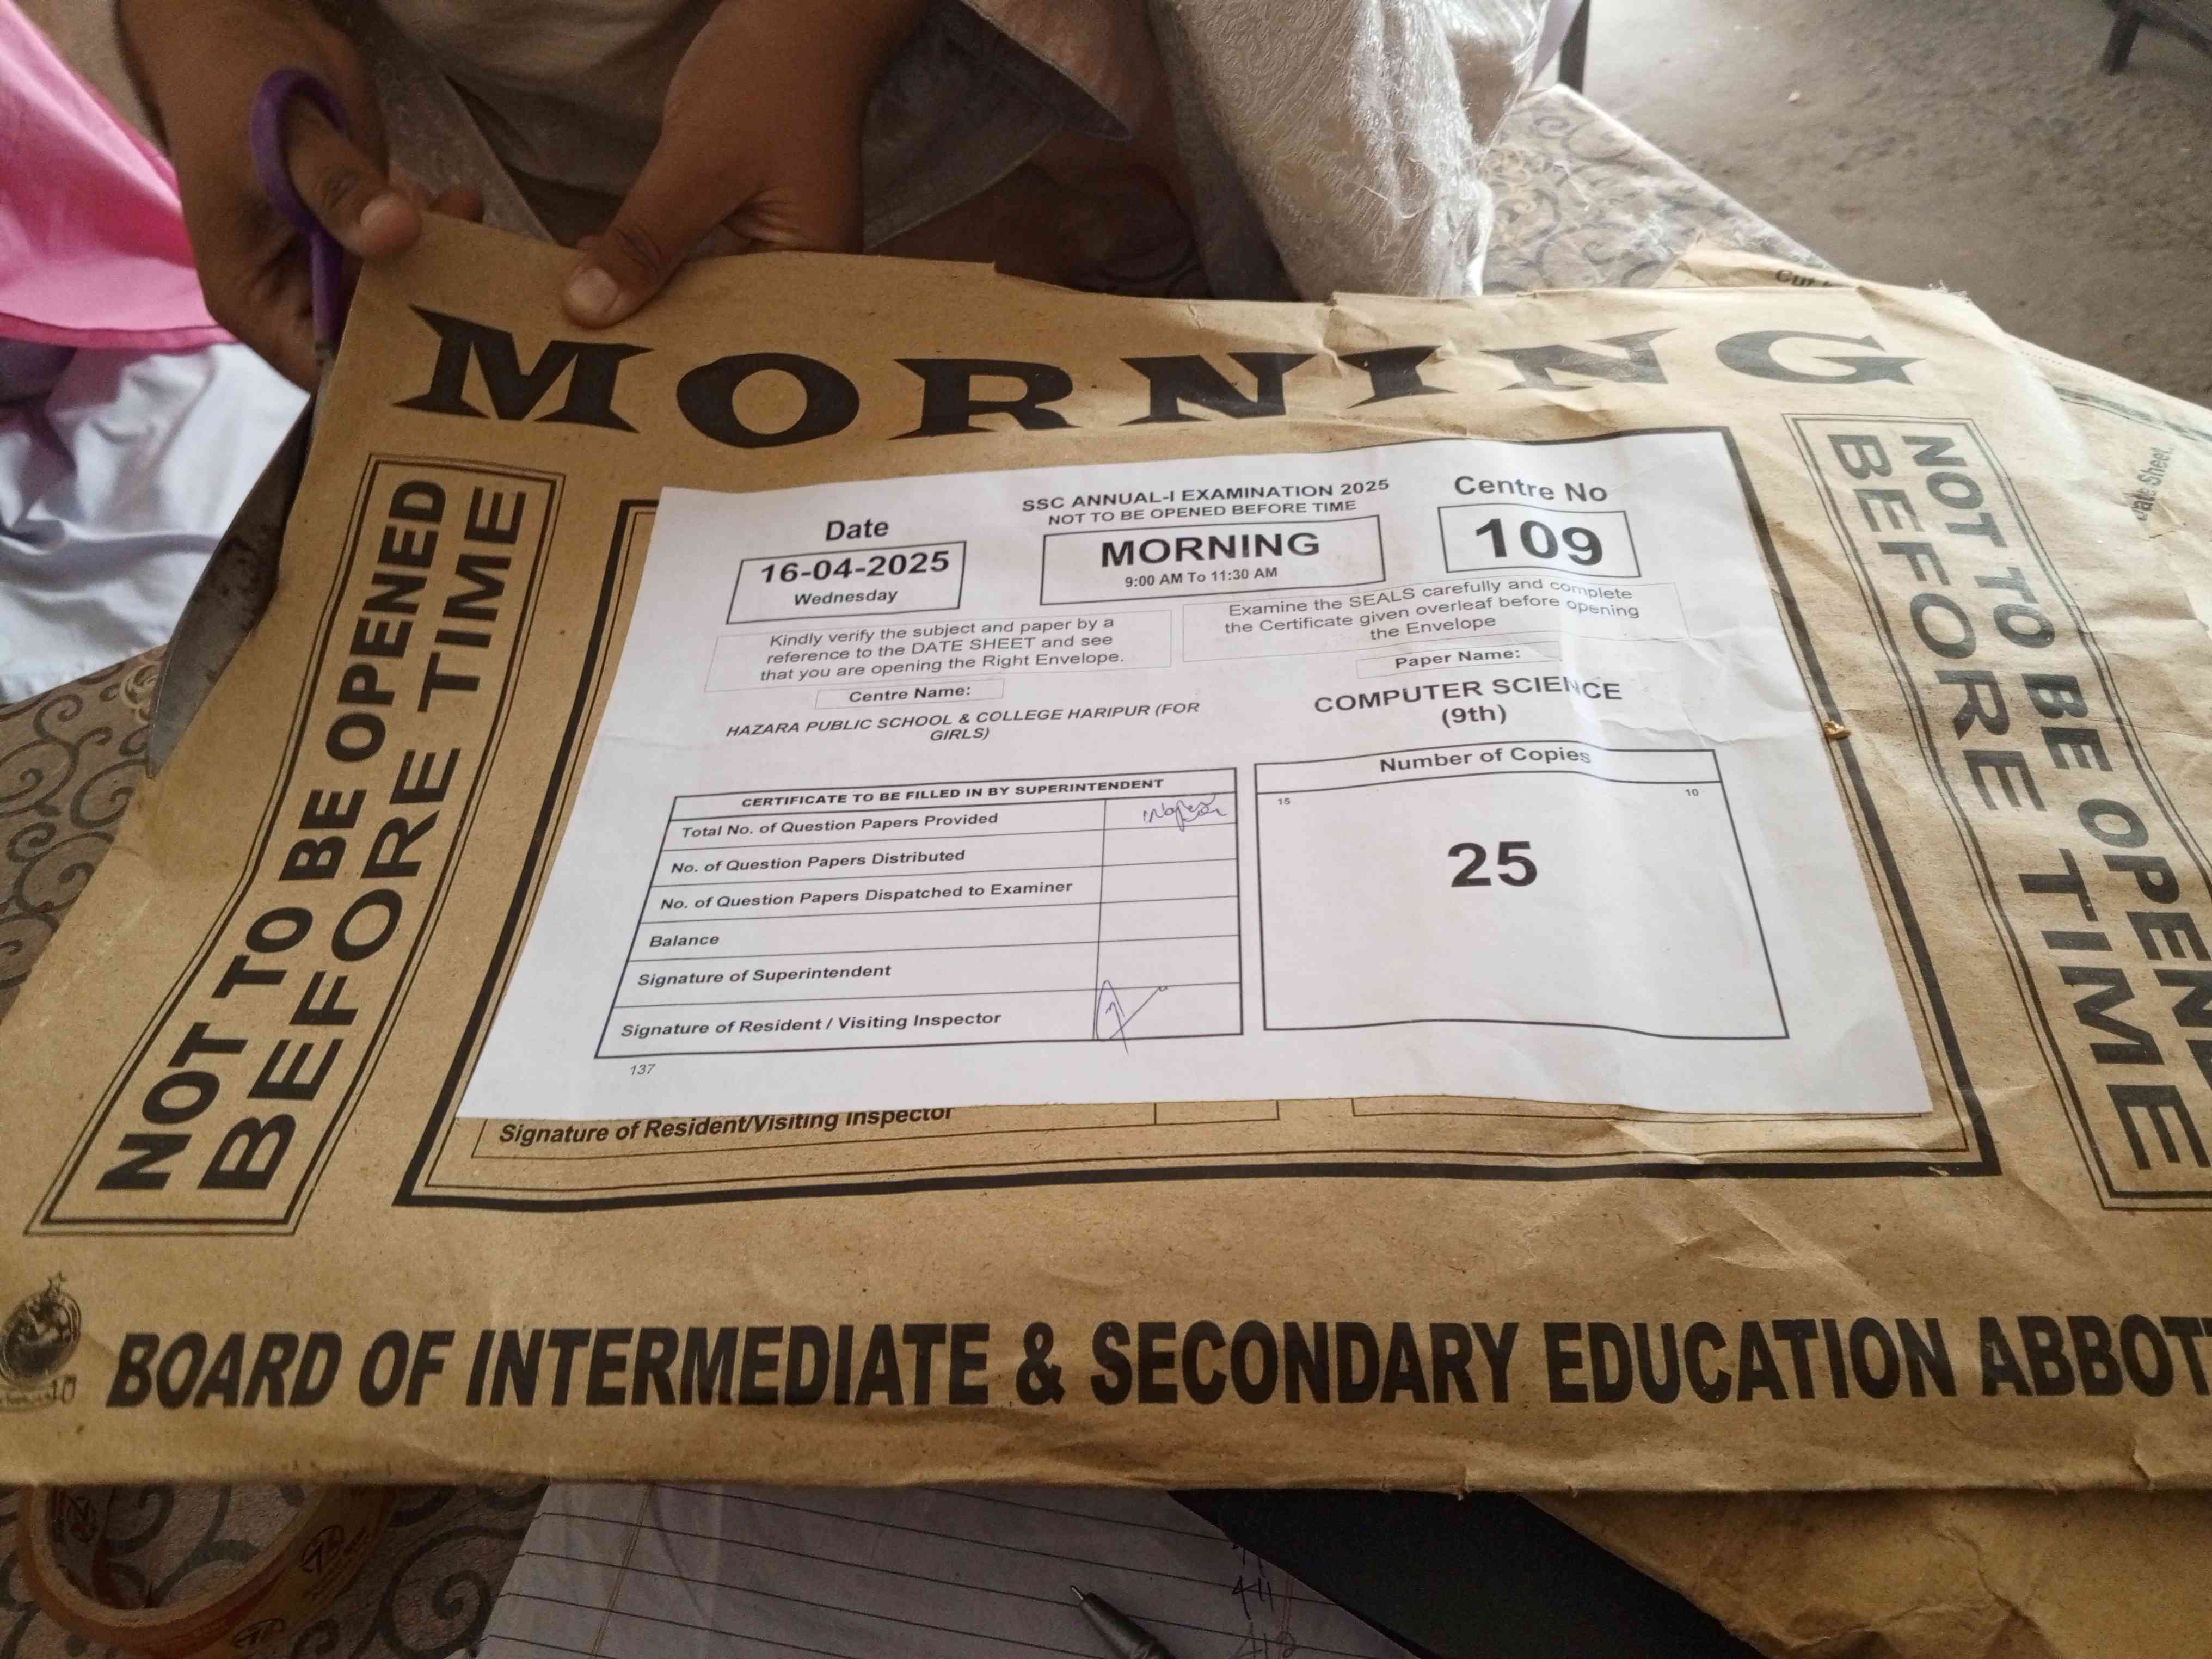 Cut
MORNING
NOT TO BE OPENED
BEFORE TIME
SSC ANNUAL-I EXAMINATION 2025
NOT TO BE OPENED BEFORE TIME
Date
16-04-2025
Wednesday
MORNING
9:00 AM To 11:30 AM
Centre No
109
Kindly verify the subject and paper by a
reference to the DATE SHEET and see
that you are opening the Right Envelope.
Examine the SEALS carefully and complete
the Certificate given overleaf before opening
the Envelope
Centre Name:
HAZARA PUBLIC SCHOOL & COLLEGE HARIPUR (FOR
GIRLS)
Paper Name:
COMPUTER SCIENCE
(9th)
CERTIFICATE TO BE FILLED IN BY SUPERINTENDENT
Total No. of Question Papers Provided
No. of Question Papers Distributed
No. of Question Papers Dispatched to Examiner
Balance
Signature of Superintendent
Signature of Resident / Visiting Inspector
137
Number of Copies
15 10
25
Signature of Resident/Visiting Inspector
NOT TO BE OPENE
BEFORE TIME
Date Sheet.
BOARD OF INTERMEDIATE & SECONDARY EDUCATION ABBOT
411
412